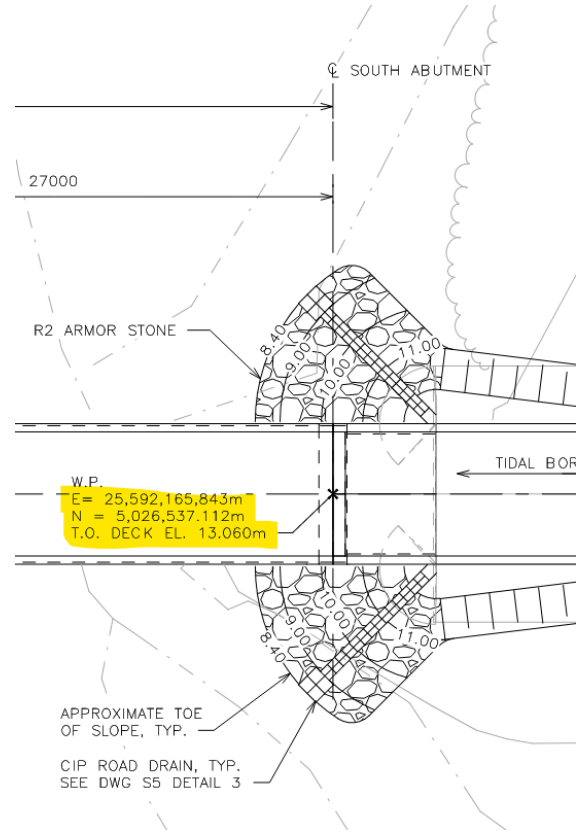 ℄ SOUTH ABUTMENT
27000
R2 ARMOR STONE
8.40
9.00
10.00
11.00
TIDAL BOR
W.P.
E= 25,592,165,843m
N = 5,026,537.112m
T.O. DECK EL. 13.060m
10.00
9.00
8.40
11.00
APPROXIMATE TOE
OF SLOPE, TYP.
CIP ROAD DRAIN, TYP.
SEE DWG S5 DETAIL 3